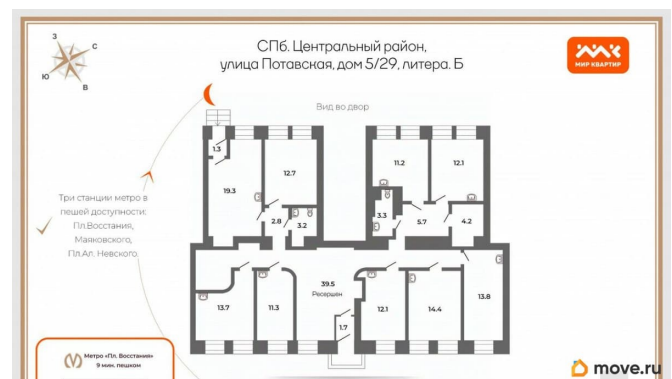 СПб. Центральный район,
улица Потавская, дом 5/29, литера. Б
МИР КВАРТИР
З
С
Ю
В
Вид во двор
1.3
12.7
19.3
2.8
3.2
11.2
12.1
3.3
5.7
4.2
Три станции метро в
пешей доступности:
Пл.Восстания,
Маяковского,
Пл.Ал. Невского
39.5
Ресершен
13.7
11.3
1.7
12.1
14.4
13.8
Метро «Пл. Восстания»
9 мин. пешком
move.ru